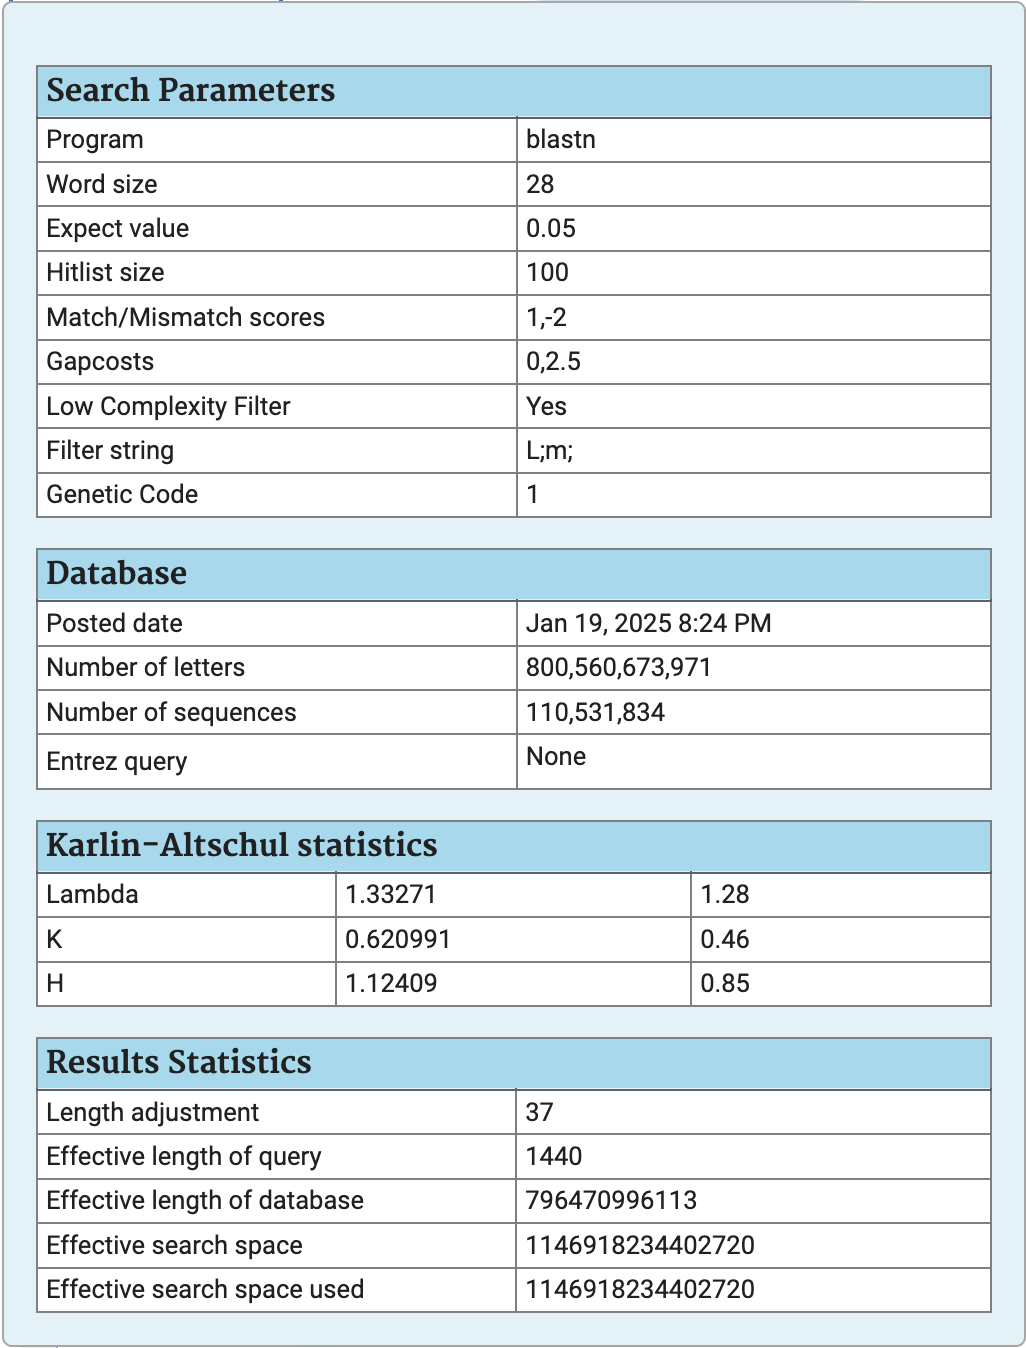 Search Parameters
Program blastn
Word size 28
Expect value 0.05
Hitlist size 100
Match/Mismatch scores 1,-2
Gapcosts 0,2.5
Low Complexity Filter Yes
Filter string L;m;
Genetic Code 1
Database
Posted date Jan 19, 2025 8:24 PM
Number of letters 800,560,673,971
Number of sequences 110,531,834
Entrez query None
Karlin-Altschul statistics
Lambda 1.33271 1.28
K 0.620991 0.46
H 1.12409 0.85
Results Statistics
Length adjustment 37
Effective length of query 1440
Effective length of database 796470996113
Effective search space 1146918234402720
Effective search space used 1146918234402720